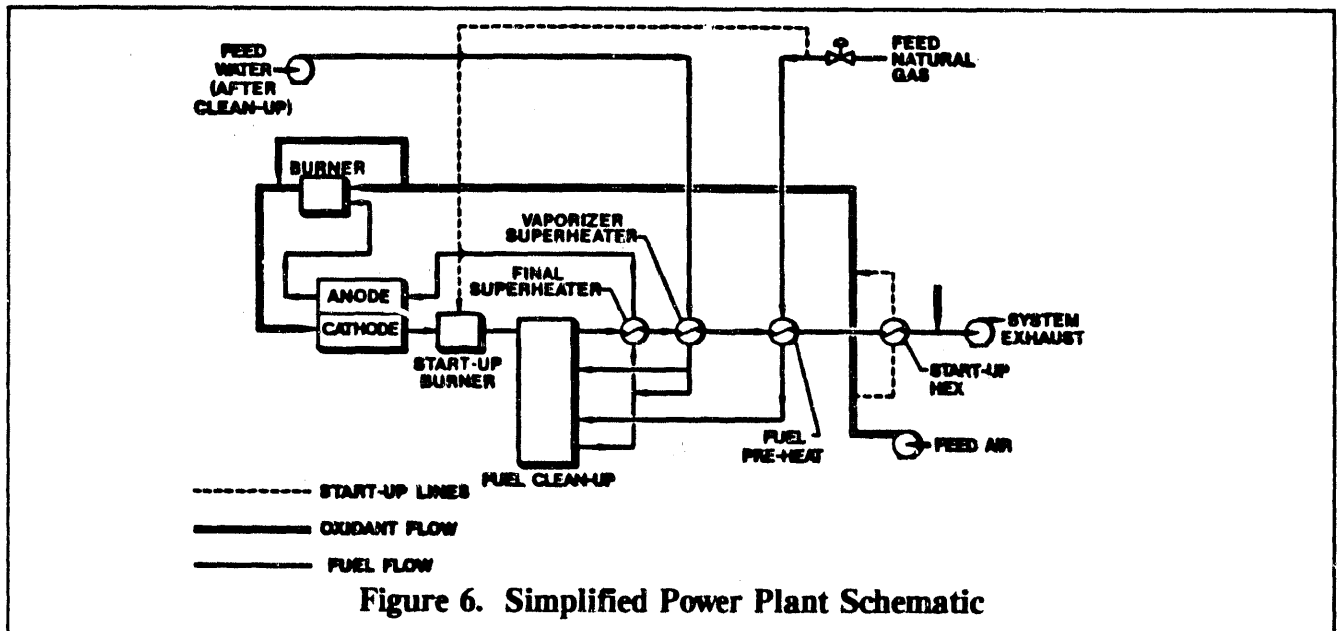 FEED
WATER
(AFTER
CLEAN-UP)
FEED
NATURAL
GAS
BURNER
VAPORIZER
SUPERHEATER
FINAL
SUPERHEATER
ANODE
CATHODE
START-UP
BURNER
SYSTEM
EXHAUST
START-UP
HEX
FUEL
PRE-HEAT
FEED AIR
FUEL CLEAN-UP
START-UP LINES
OXIDANT FLOW
FUEL FLOW
Figure 6. Simplified Power Plant Schematic